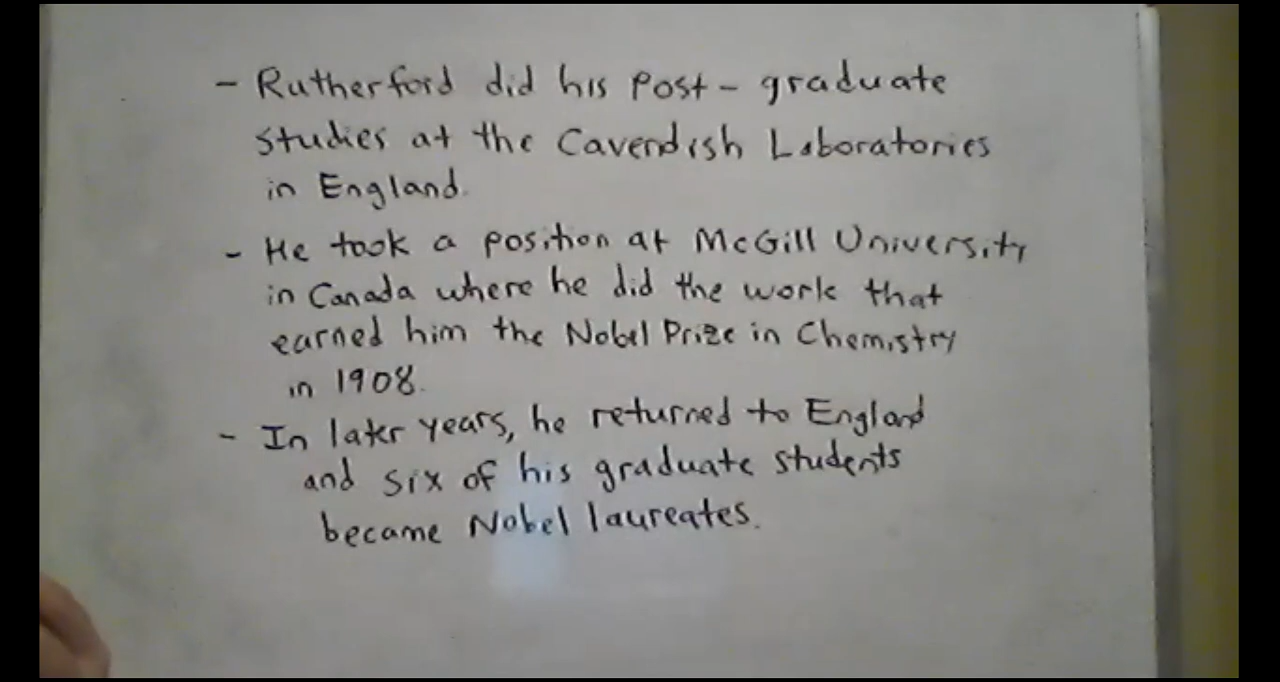 - Rutherford did his post - graduate
studies at the Cavendish Laboratories
in England.
- He took a position at McGill University
in Canada where he did the work that
earned him the Nobel Prize in Chemistry
in 1908.
- In later years, he returned to England
and six of his graduate students
became Nobel laureates.